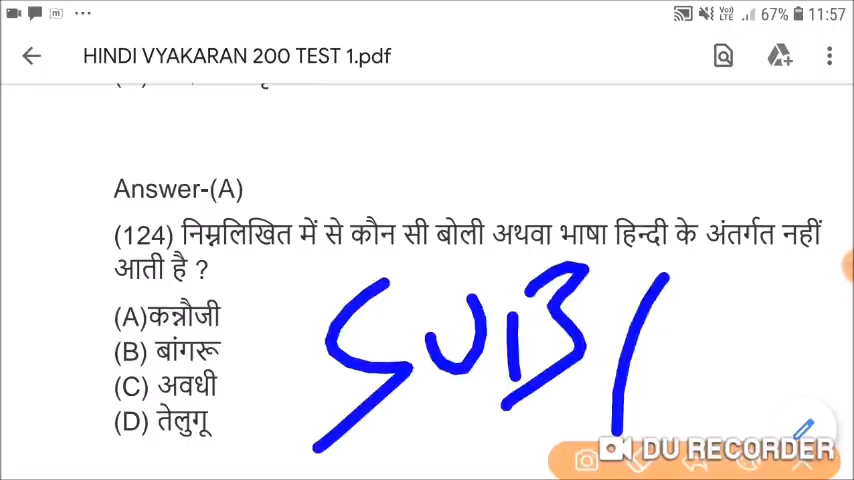 67% 11:57
HINDI VYAKARAN 200 TEST 1.pdf
Answer-(A)
(124) निम्नलिखित में से कौन सी बोली अथवा भाषा हिन्दी के अंतर्गत नहीं
आती है ?
(A)कन्नौजी
(B) बांगरू
(C) अवधी
(D) तेलुगू
SUB
DU RECORDER